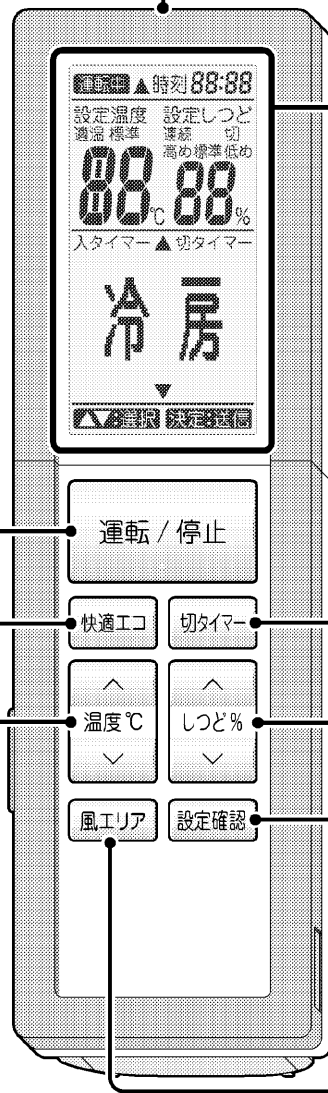 運転中 ▲ 時刻 88:88
設定温度 設定しつど
適温 標準 連続 切
高め標準低め
88℃ 88%
入タイマー ▲ 切タイマー
冷房
▼
▲▼:選択 決定:送信
運転/停止
快適エコ 切タイマー
温度℃ しつど%
風エリア 設定確認